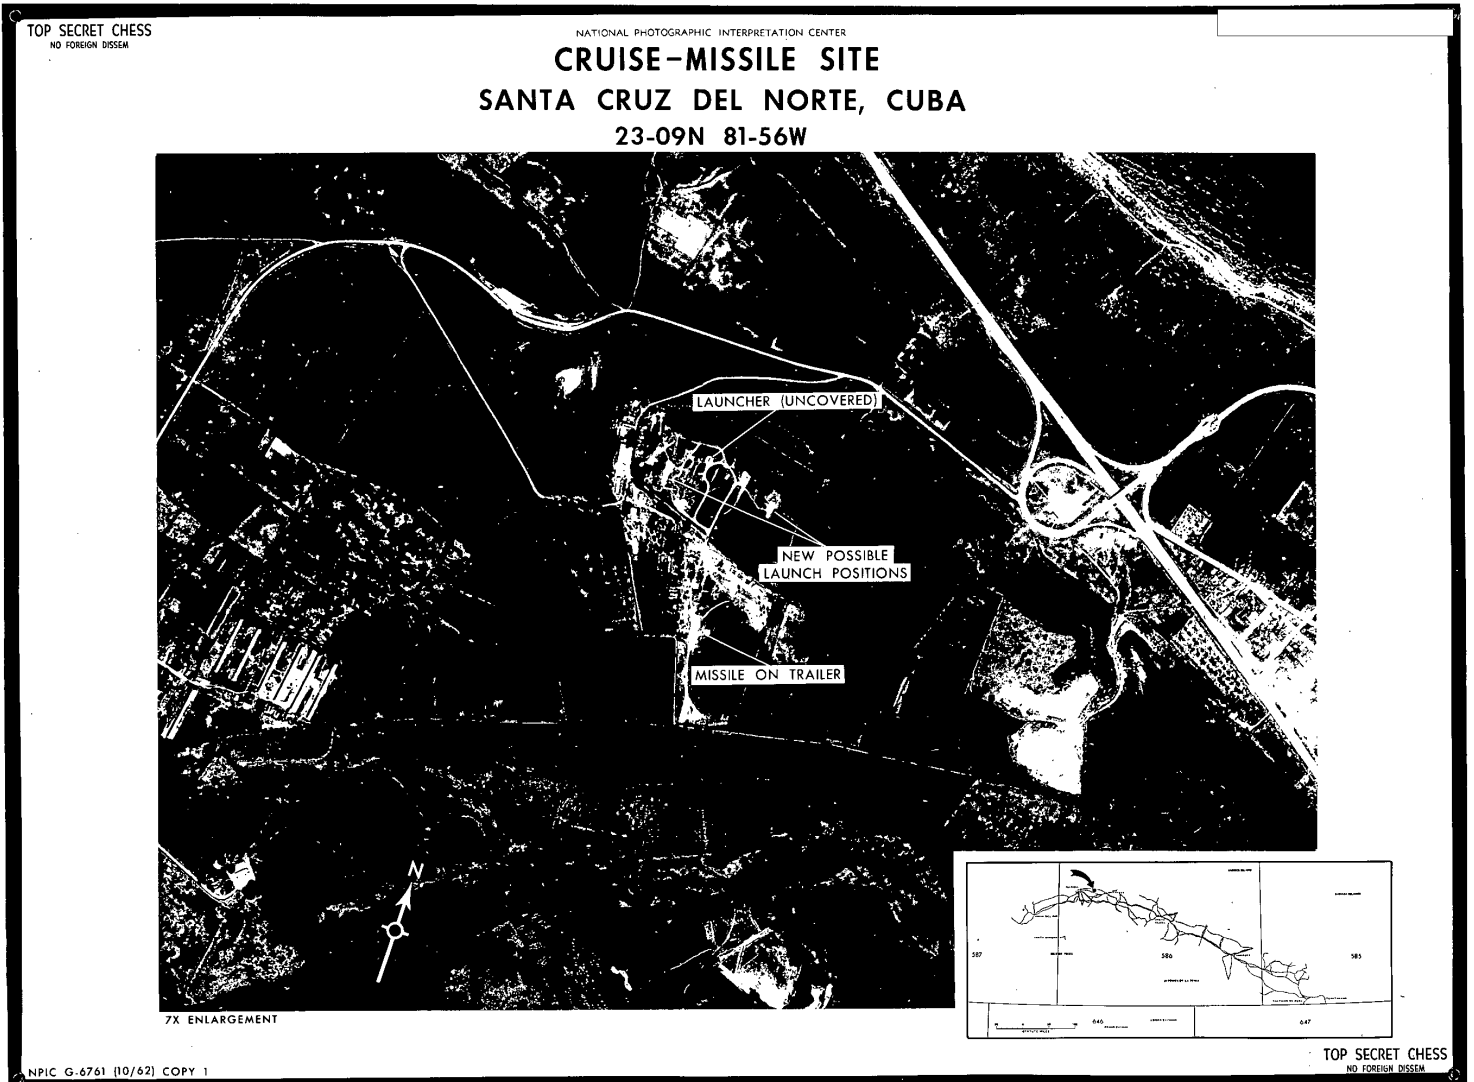 TOP SECRET CHESS
NO FOREIGN DISSEM
NATIONAL PHOTOGRAPHIC INTERPRETATION CENTER
CRUISE-MISSILE SITE
SANTA CRUZ DEL NORTE, CUBA
23-09N 81-56W
LAUNCHER (UNCOVERED)
NEW POSSIBLE
LAUNCH POSITIONS
MISSILE ON TRAILER
N
587
586
585
646
647
7X ENLARGEMENT
TOP SECRET CHESS
NO FOREIGN DISSEM
NPIC G-6761 (10/62) COPY 1